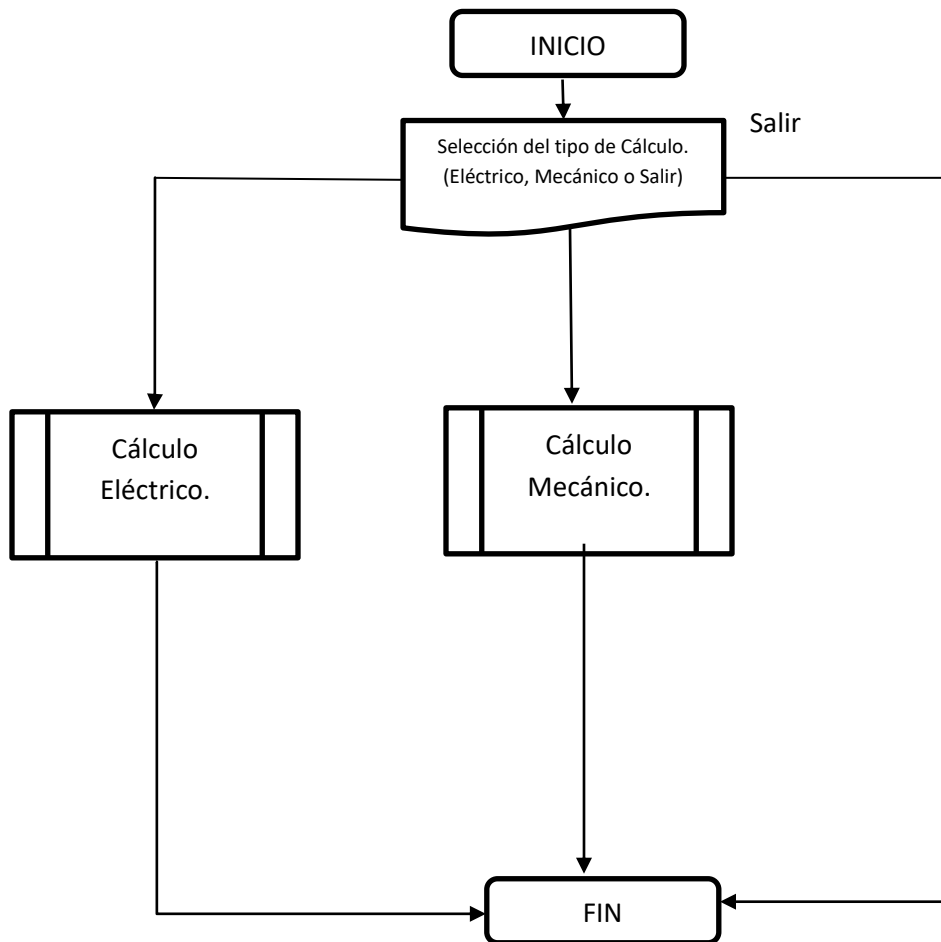 INICIO
Salir
Selección del tipo de Cálculo.
(Eléctrico, Mecánico o Salir)
Cálculo
Eléctrico.
Cálculo
Mecánico.
FIN